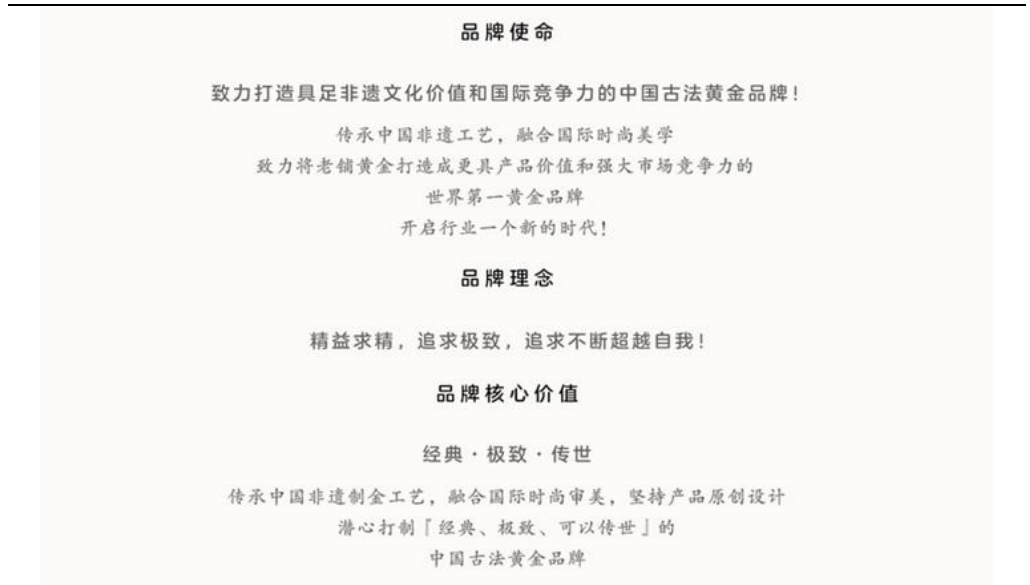 品牌使命
致力打造具足非遗文化价值和国际竞争力的中国古法黄金品牌！
传承中国非遗工艺，融合国际时尚美学
致力将老铺黄金打造成更具产品价值和强大市场竞争力的
世界第一黄金品牌
开启行业一个新的时代！
品牌理念
精益求精，追求极致，追求不断超越自我！
品牌核心价值
经典·极致·传世
传承中国非遗制金工艺，融合国际时尚审美，坚持产品原创设计
潜心打制「经典、极致、可以传世」的
中国古法黄金品牌